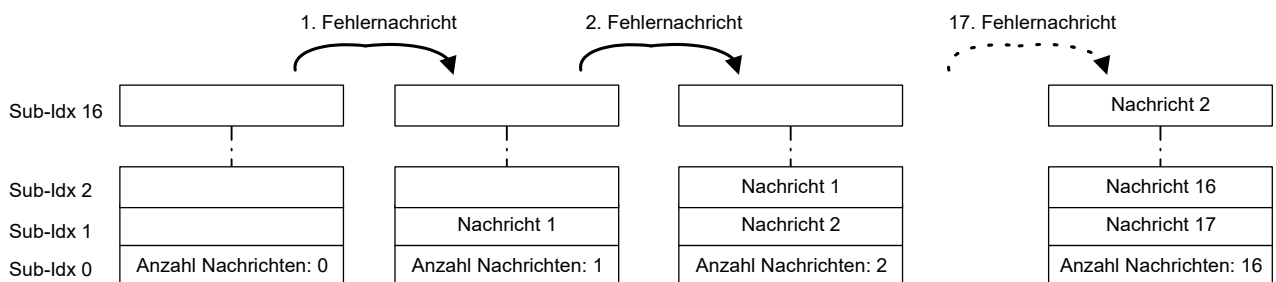 1. Fehlernachricht 2. Fehlernachricht 17. Fehlernachricht
Sub-Idx 16 Nachricht 2
Sub-Idx 2 Nachricht 1 Nachricht 16
Sub-Idx 1 Nachricht 1 Nachricht 2 Nachricht 17
Sub-Idx 0 Anzahl Nachrichten: 0 Anzahl Nachrichten: 1 Anzahl Nachrichten: 2 Anzahl Nachrichten: 16